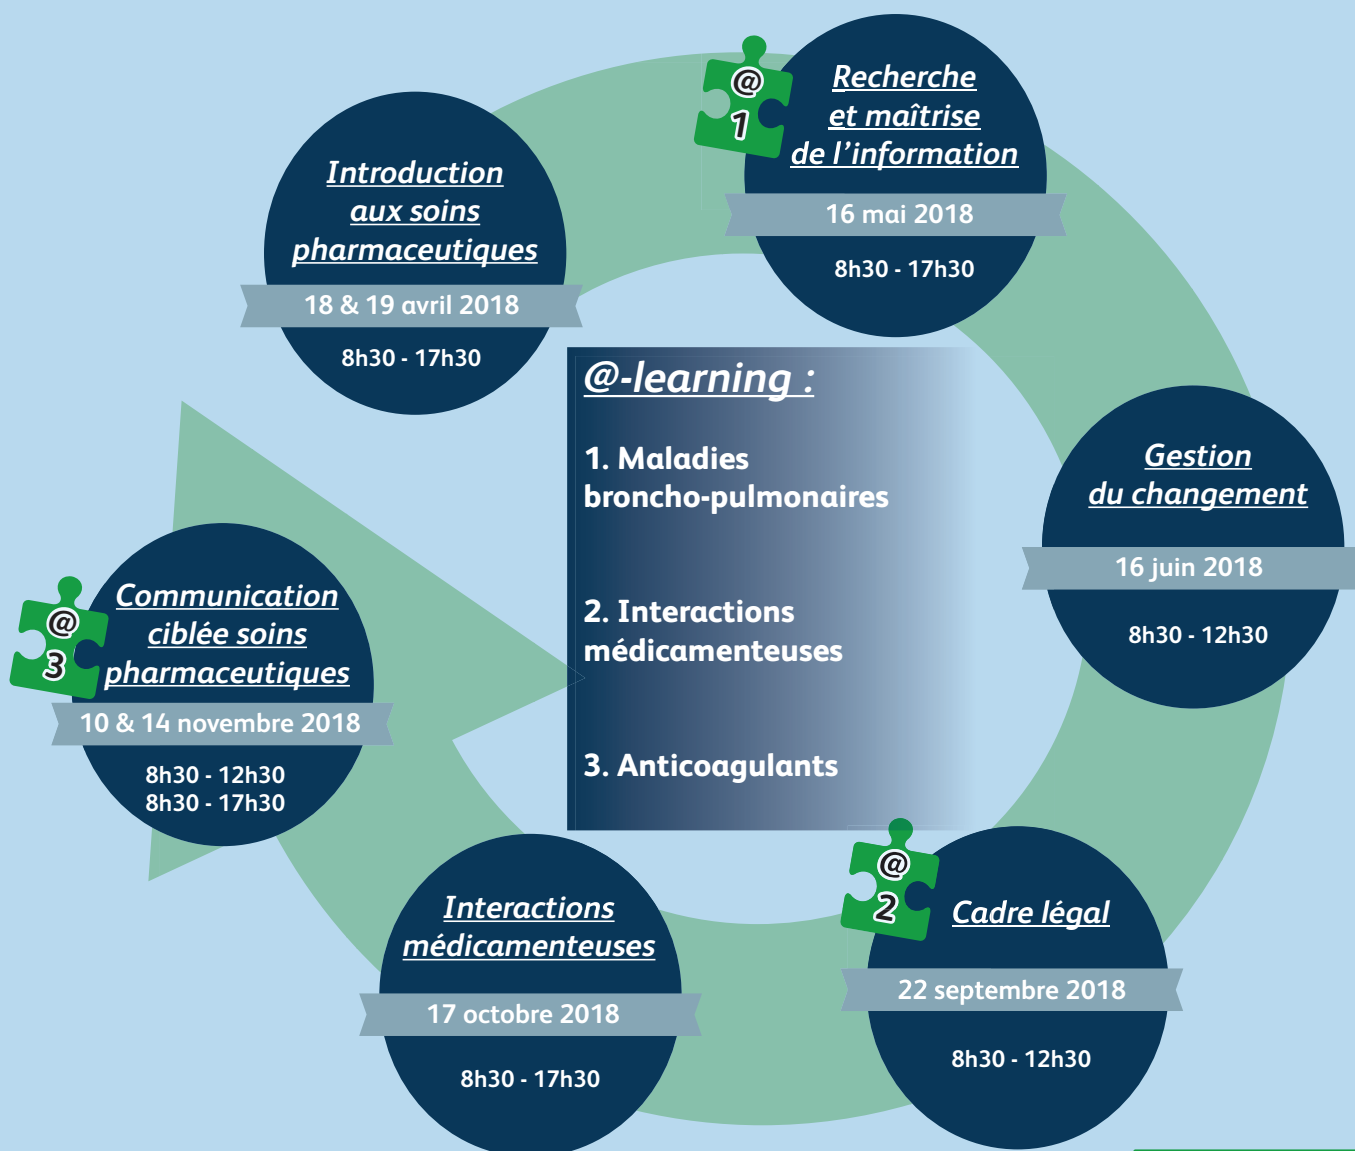 Introduction
aux soins
pharmaceutiques
18 & 19 avril 2018
8h30 - 17h30
@
1
Recherche
et maîtrise
de l'information
16 mai 2018
8h30 - 17h30
Gestion
du changement
16 juin 2018
8h30 - 12h30
@
2
Cadre légal
22 septembre 2018
8h30 - 12h30
Interactions
médicamenteuses
17 octobre 2018
8h30 - 17h30
@
3
Communication
ciblée soins
pharmaceutiques
10 & 14 novembre 2018
8h30 - 12h30
8h30 - 17h30
@-learning :
1. Maladies
broncho-pulmonaires
2. Interactions
médicamenteuses
3. Anticoagulants